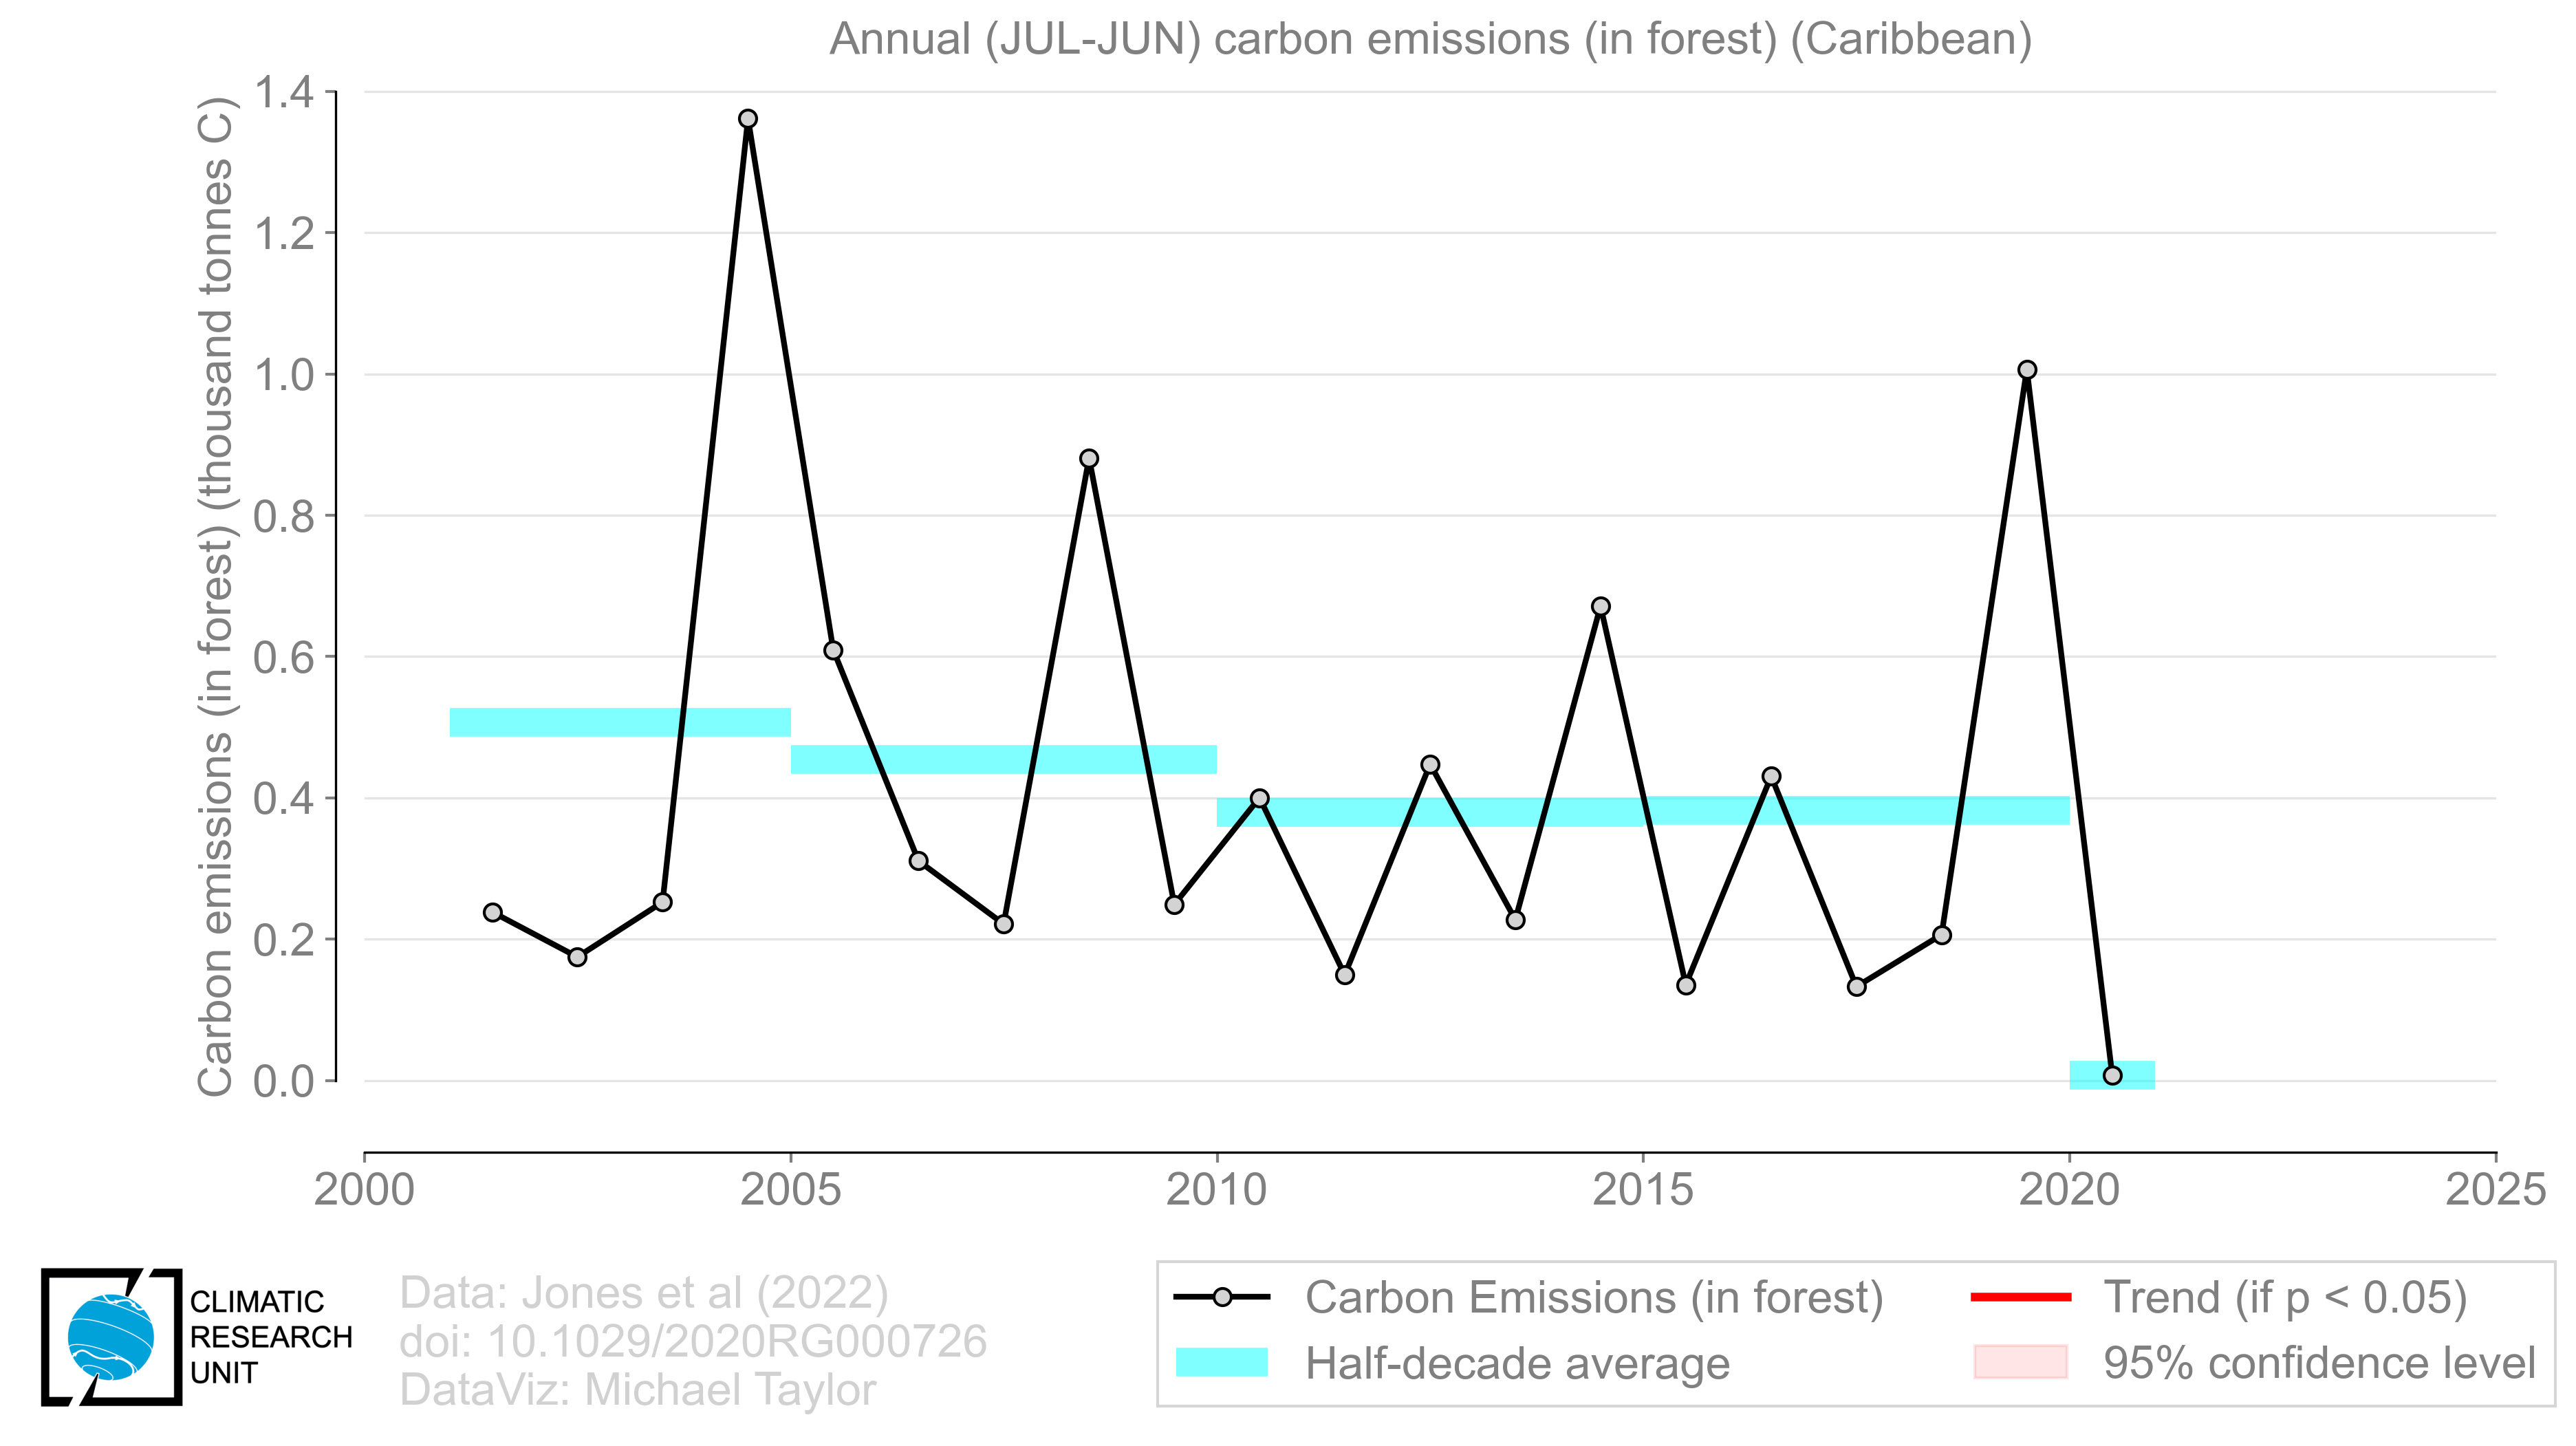 Annual (JUL-JUN) carbon emissions (in forest) (Caribbean)
Carbon emissions (in forest) (thousand tonnes C)
1.4
1.2
1.0
0.8
0.6
0.4
0.2
0.0
2000 2005 2010 2015 2020 2025
CLIMATIC
RESEARCH
UNIT
Data: Jones et al (2022)
doi: 10.1029/2020RG000726
DataViz: Michael Taylor
Carbon Emissions (in forest)
Half-decade average
Trend (if p < 0.05)
95% confidence level